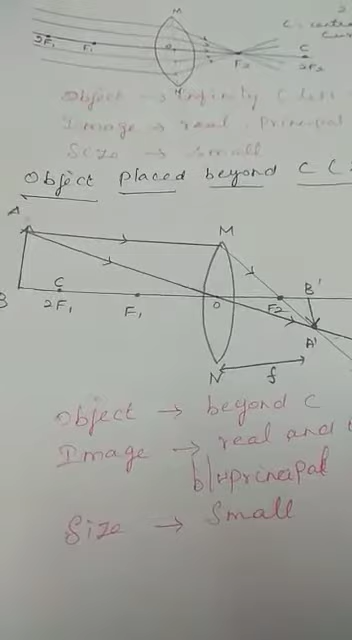 M
2F₁ F₁ O F₂ C
2F₂
N
Object → Infinity
Image → real. Principal
Size → small
Object placed beyond C
A M B'
B C 2F₁ F₁ O F₂ A'
N f
Object → beyond C
Image → real and
b/w principal
Size → Small